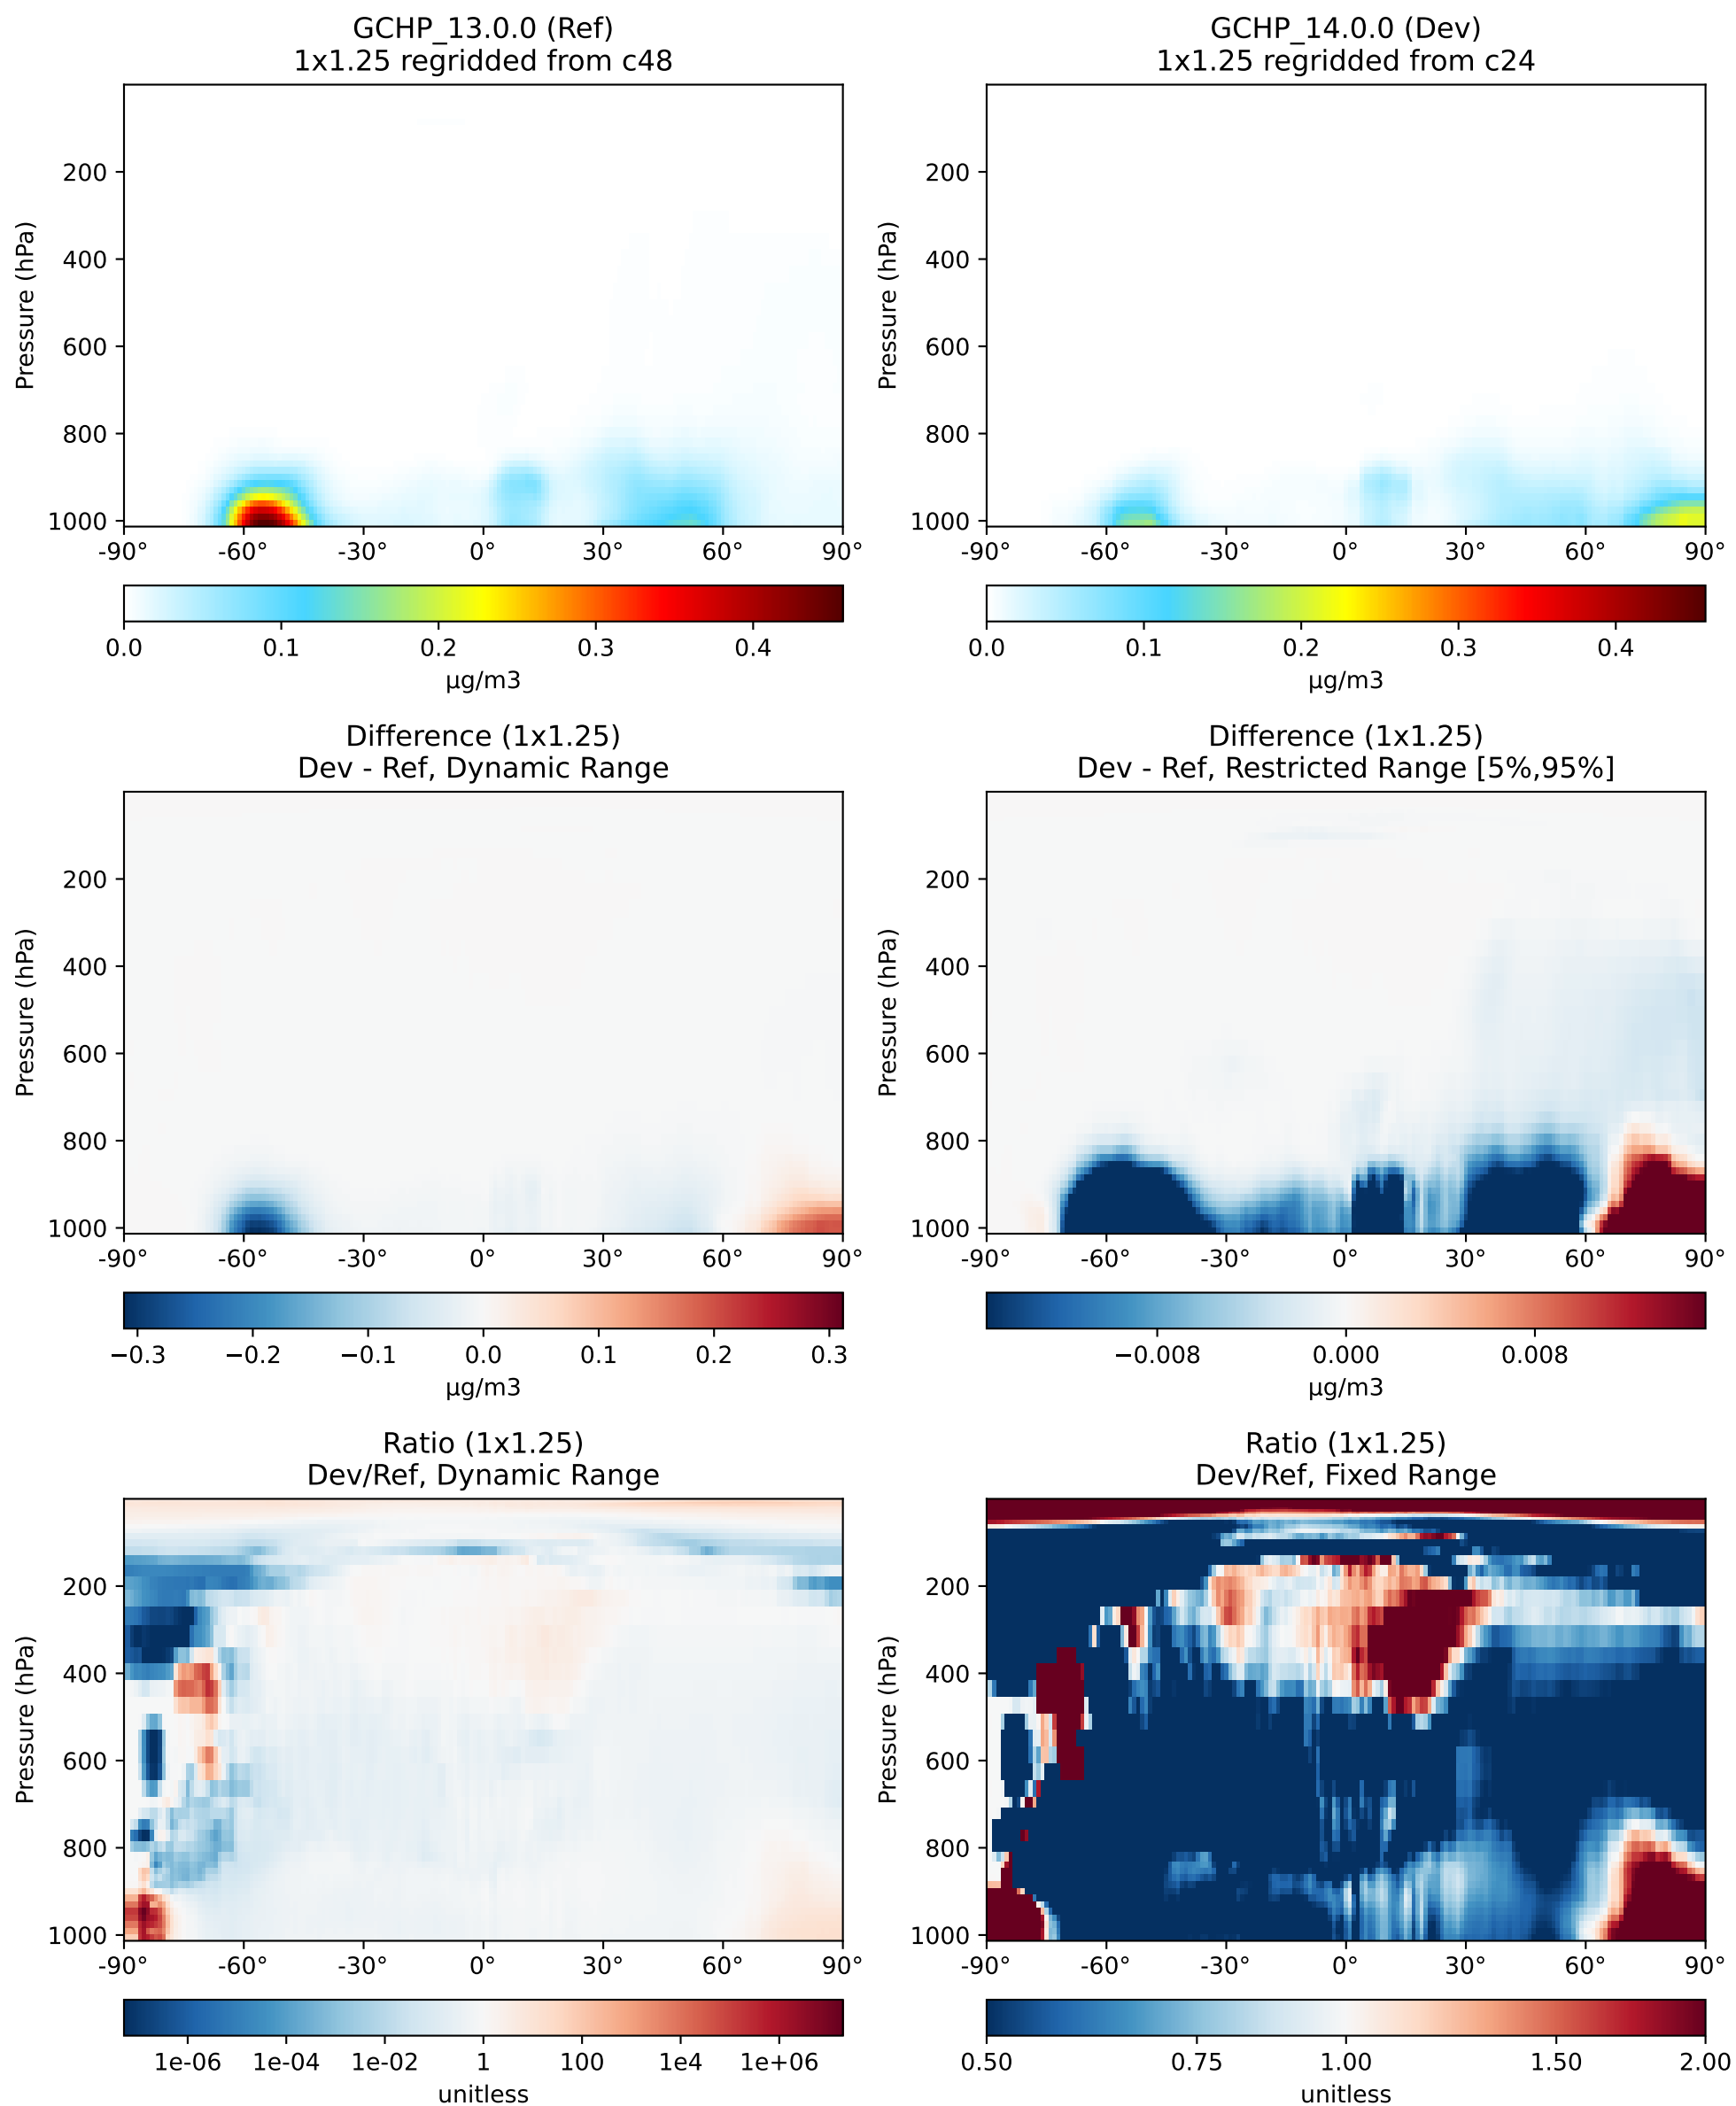 GCHP_13.0.0 (Ref)
1x1.25 regridded from c48
Pressure (hPa)
200
400
600
800
1000
-90° -60° -30° 0° 30° 60° 90°
0.0 0.1 0.2 0.3 0.4
μg/m3
GCHP_14.0.0 (Dev)
1x1.25 regridded from c24
Pressure (hPa)
200
400
600
800
1000
-90° -60° -30° 0° 30° 60° 90°
0.0 0.1 0.2 0.3 0.4
μg/m3
Difference (1x1.25)
Dev - Ref, Dynamic Range
Pressure (hPa)
200
400
600
800
1000
-90° -60° -30° 0° 30° 60° 90°
−0.3 −0.2 −0.1 0.0 0.1 0.2 0.3
μg/m3
Difference (1x1.25)
Dev - Ref, Restricted Range [5%,95%]
Pressure (hPa)
200
400
600
800
1000
-90° -60° -30° 0° 30° 60° 90°
−0.008 0.000 0.008
μg/m3
Ratio (1x1.25)
Dev/Ref, Dynamic Range
Pressure (hPa)
200
400
600
800
1000
-90° -60° -30° 0° 30° 60° 90°
1e-06 1e-04 1e-02 1 100 1e4 1e+06
unitless
Ratio (1x1.25)
Dev/Ref, Fixed Range
Pressure (hPa)
200
400
600
800
1000
-90° -60° -30° 0° 30° 60° 90°
0.50 0.75 1.00 1.50 2.00
unitless